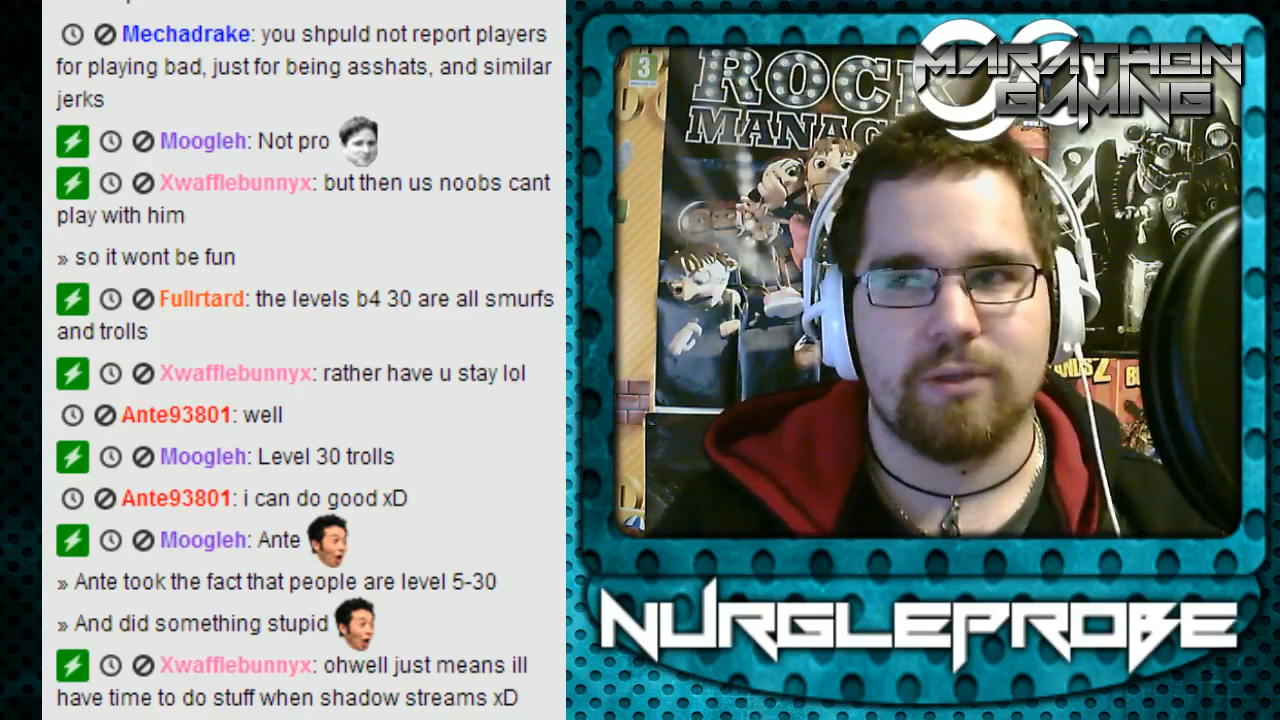 Mechadrake: you shpuld not report players
for playing bad, just for being asshats, and similar
jerks
Moogleh: Not pro
Xwafflebunnyx: but then us noobs cant
play with him
» so it wont be fun
Fullrtard: the levels b4 30 are all smurfs
and trolls
Xwafflebunnyx: rather have u stay lol
Ante93801: well
Moogleh: Level 30 trolls
Ante93801: i can do good xD
Moogleh: Ante
» Ante took the fact that people are level 5-30
» And did something stupid
Xwafflebunnyx: ohwell just means ill
have time to do stuff when shadow streams xD
3
ROCK
MANAG
MARATHON
GAMING
NURGLEPROBE